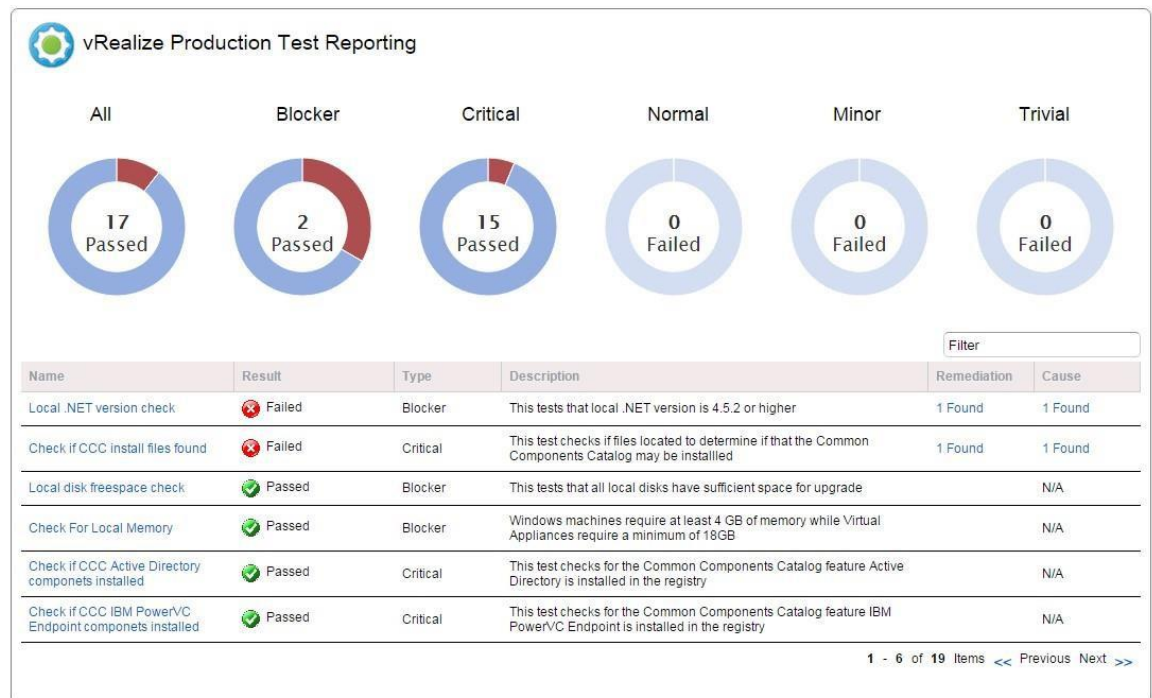 vRealize Production Test Reporting
All Blocker Critical Normal Minor Trivial
17 2 15 0 0 0
Passed Passed Passed Failed Failed Failed
Filter
Name Result Type Description Remediation Cause
Local .NET version check Failed Blocker This tests that local .NET version is 4.5.2 or higher 1 Found 1 Found
Check if CCC install files found Failed Critical This test checks if files located to determine if that the Common
Components Catalog may be installled 1 Found 1 Found
Local disk freespace check Passed Blocker This tests that all local disks have sufficient space for upgrade N/A
Check For Local Memory Passed Blocker Windows machines require at least 4 GB of memory while Virtual
Appliances require a minimum of 18GB N/A
Check if CCC Active Directory
componets installed Passed Critical This test checks for the Common Components Catalog feature Active
Directory is installed in the registry N/A
Check if CCC IBM PowerVC
Endpoint componets installed Passed Critical This test checks for the Common Components Catalog feature IBM
PowerVC Endpoint is installed in the registry N/A
1 - 6 of 19 Items << Previous Next >>